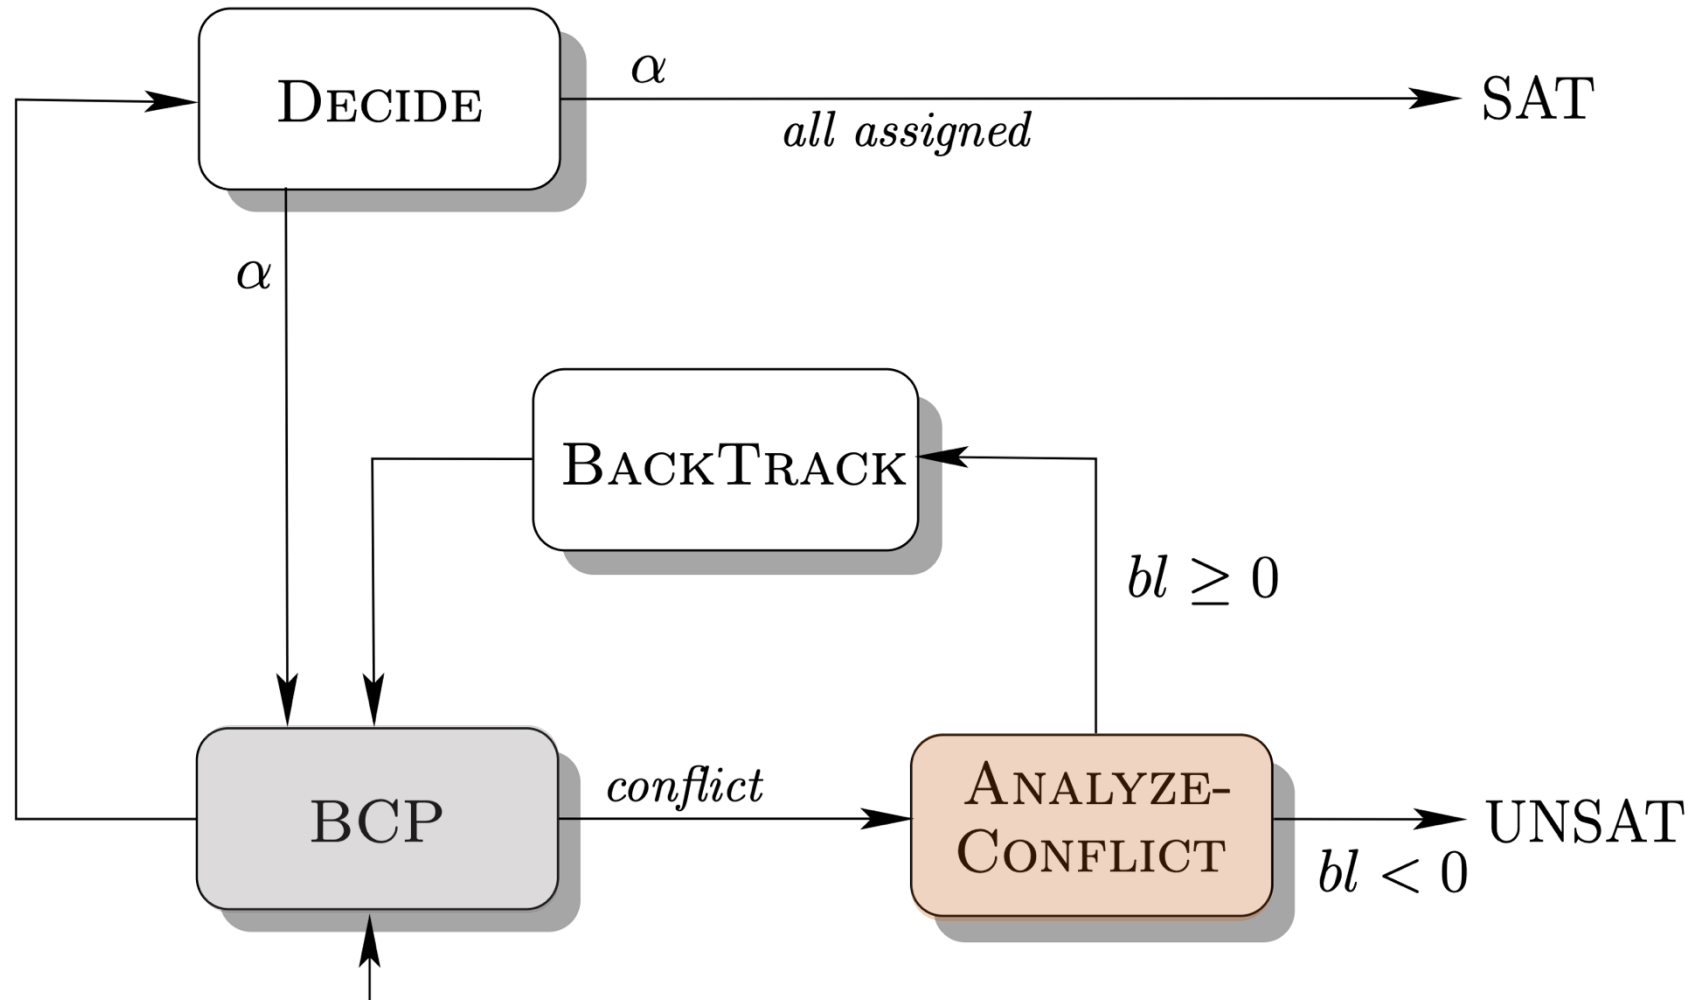 DECIDE
α
all assigned
SAT
α
BACKTRACK
bl ≥ 0
BCP
conflict
ANALYZE-
CONFLICT
UNSAT
bl < 0